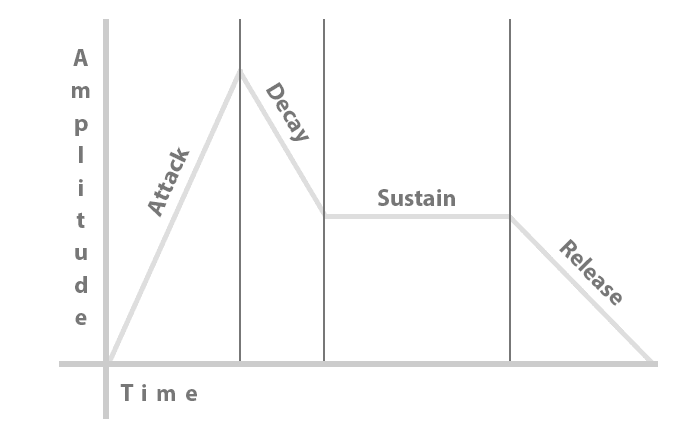 Amplitude
Attack
Decay
Sustain
Release
Time